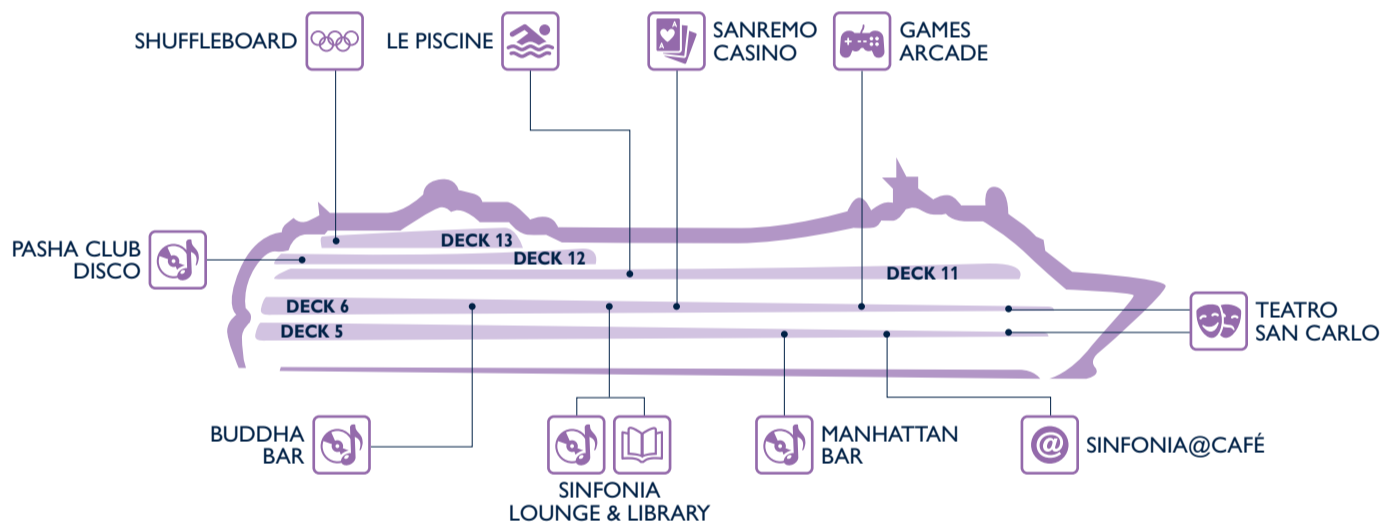 SHUFFLEBOARD
LE PISCINE
SANREMO
CASINO
A
A
GAMES
ARCADE
PASHA CLUB
DISCO
DECK 13
DECK 12
DECK 11
DECK 6
DECK 5
TEATRO
SAN CARLO
BUDDHA
BAR
SINFONIA
LOUNGE & LIBRARY
MANHATTAN
BAR
@
SINFONIA@CAFÉ